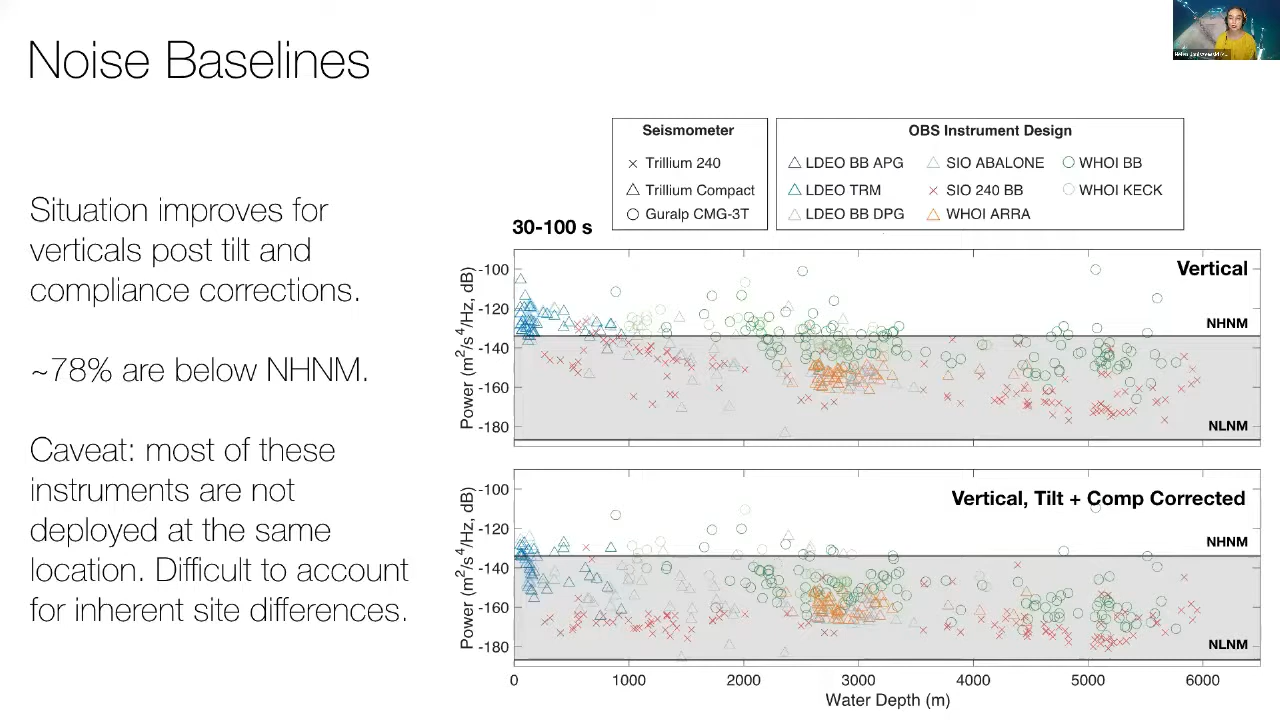 Noise Baselines
Situation improves for
verticals post tilt and
compliance corrections.
~78% are below NHNM.
Caveat: most of these
instruments are not
deployed at the same
location. Difficult to account
for inherent site differences.
Seismometer
Trillium 240
Trillium Compact
Guralp CMG-3T
OBS Instrument Design
LDEO BB APG
SIO ABALONE
WHOI BB
LDEO TRM
SIO 240 BB
WHOI KECK
LDEO BB DPG
WHOI ARRA
30-100 s
Vertical
NHNM
NLNM
Power (m²/s⁴/Hz, dB)
-100
-120
-140
-160
-180
Vertical, Tilt + Comp Corrected
NHNM
NLNM
Power (m²/s⁴/Hz, dB)
-100
-120
-140
-160
-180
0 1000 2000 3000 4000 5000 6000
Water Depth (m)